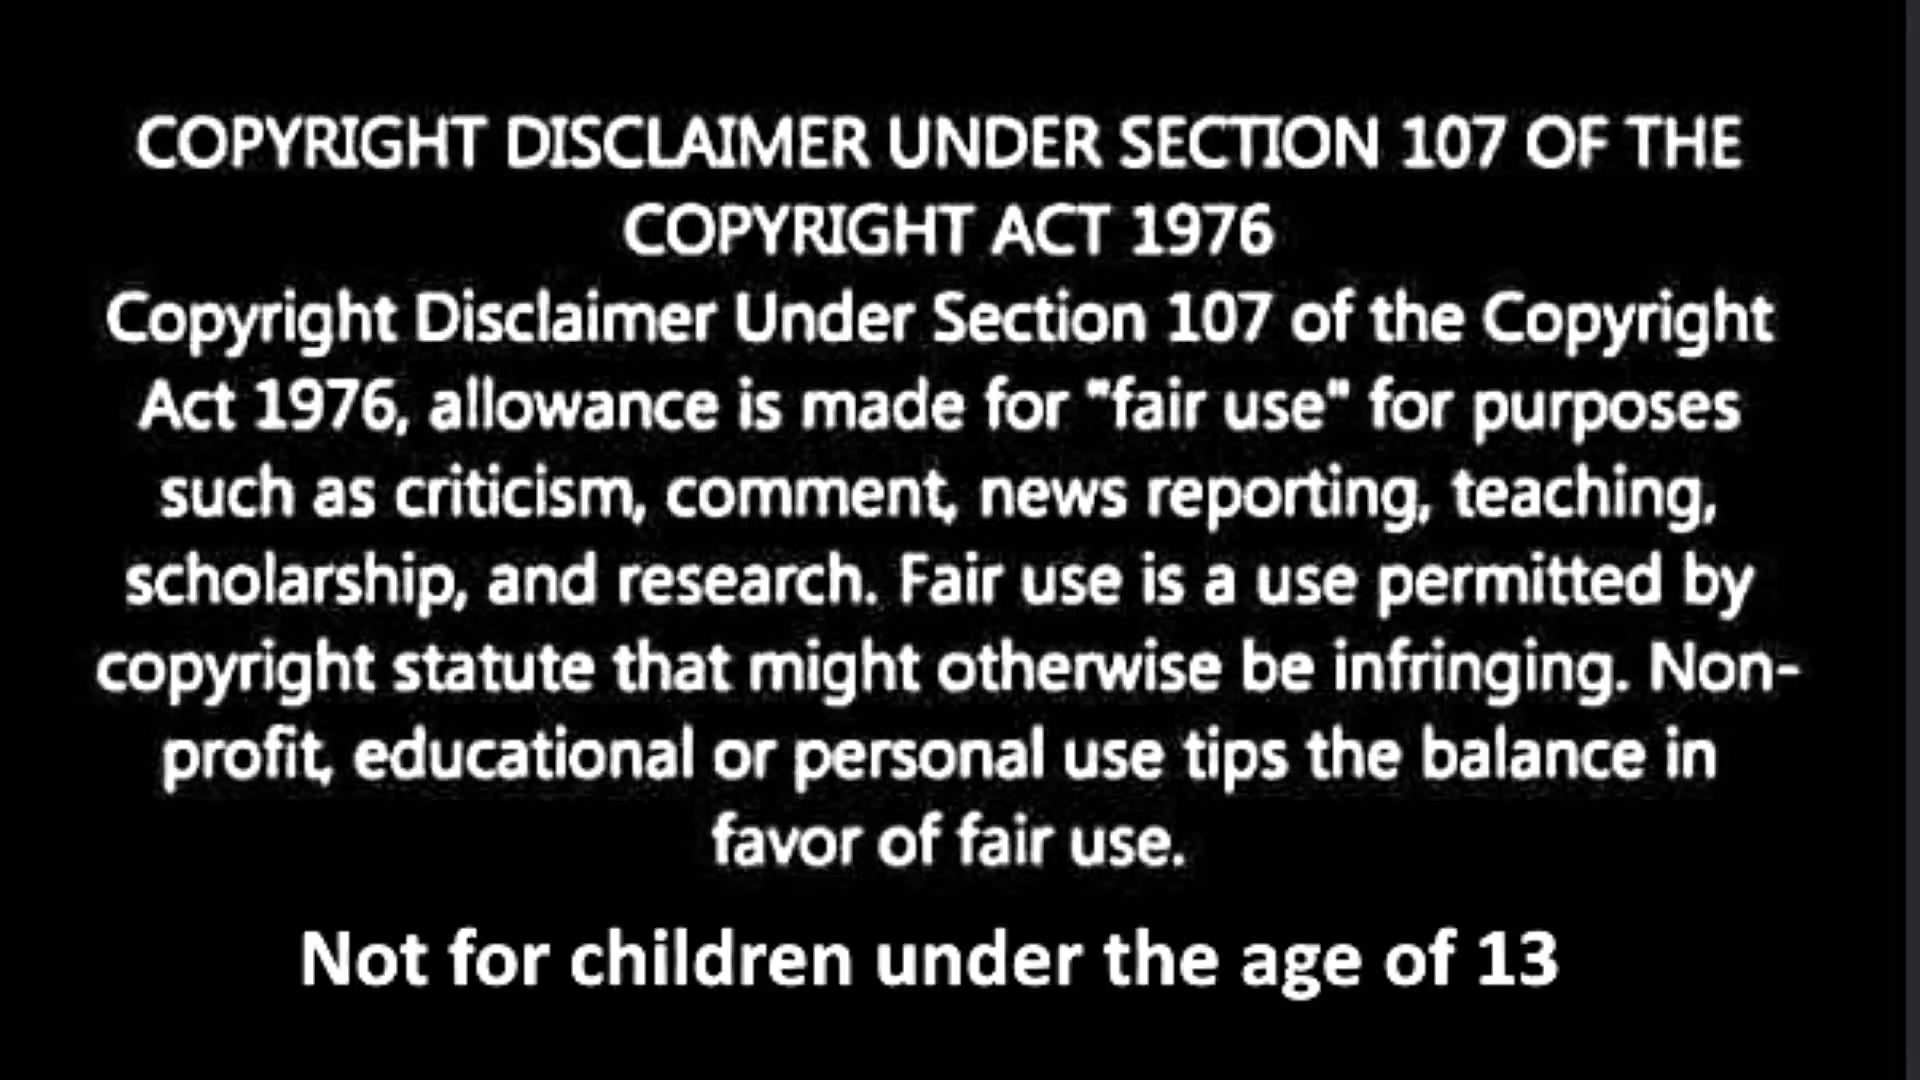 COPYRIGHT DISCLAIMER UNDER SECTION 107 OF THE
COPYRIGHT ACT 1976
Copyright Disclaimer Under Section 107 of the Copyright
Act 1976, allowance is made for "fair use" for purposes
such as criticism, comment, news reporting, teaching,
scholarship, and research. Fair use is a use permitted by
copyright statute that might otherwise be infringing. Non-
profit, educational or personal use tips the balance in
favor of fair use.
Not for children under the age of 13